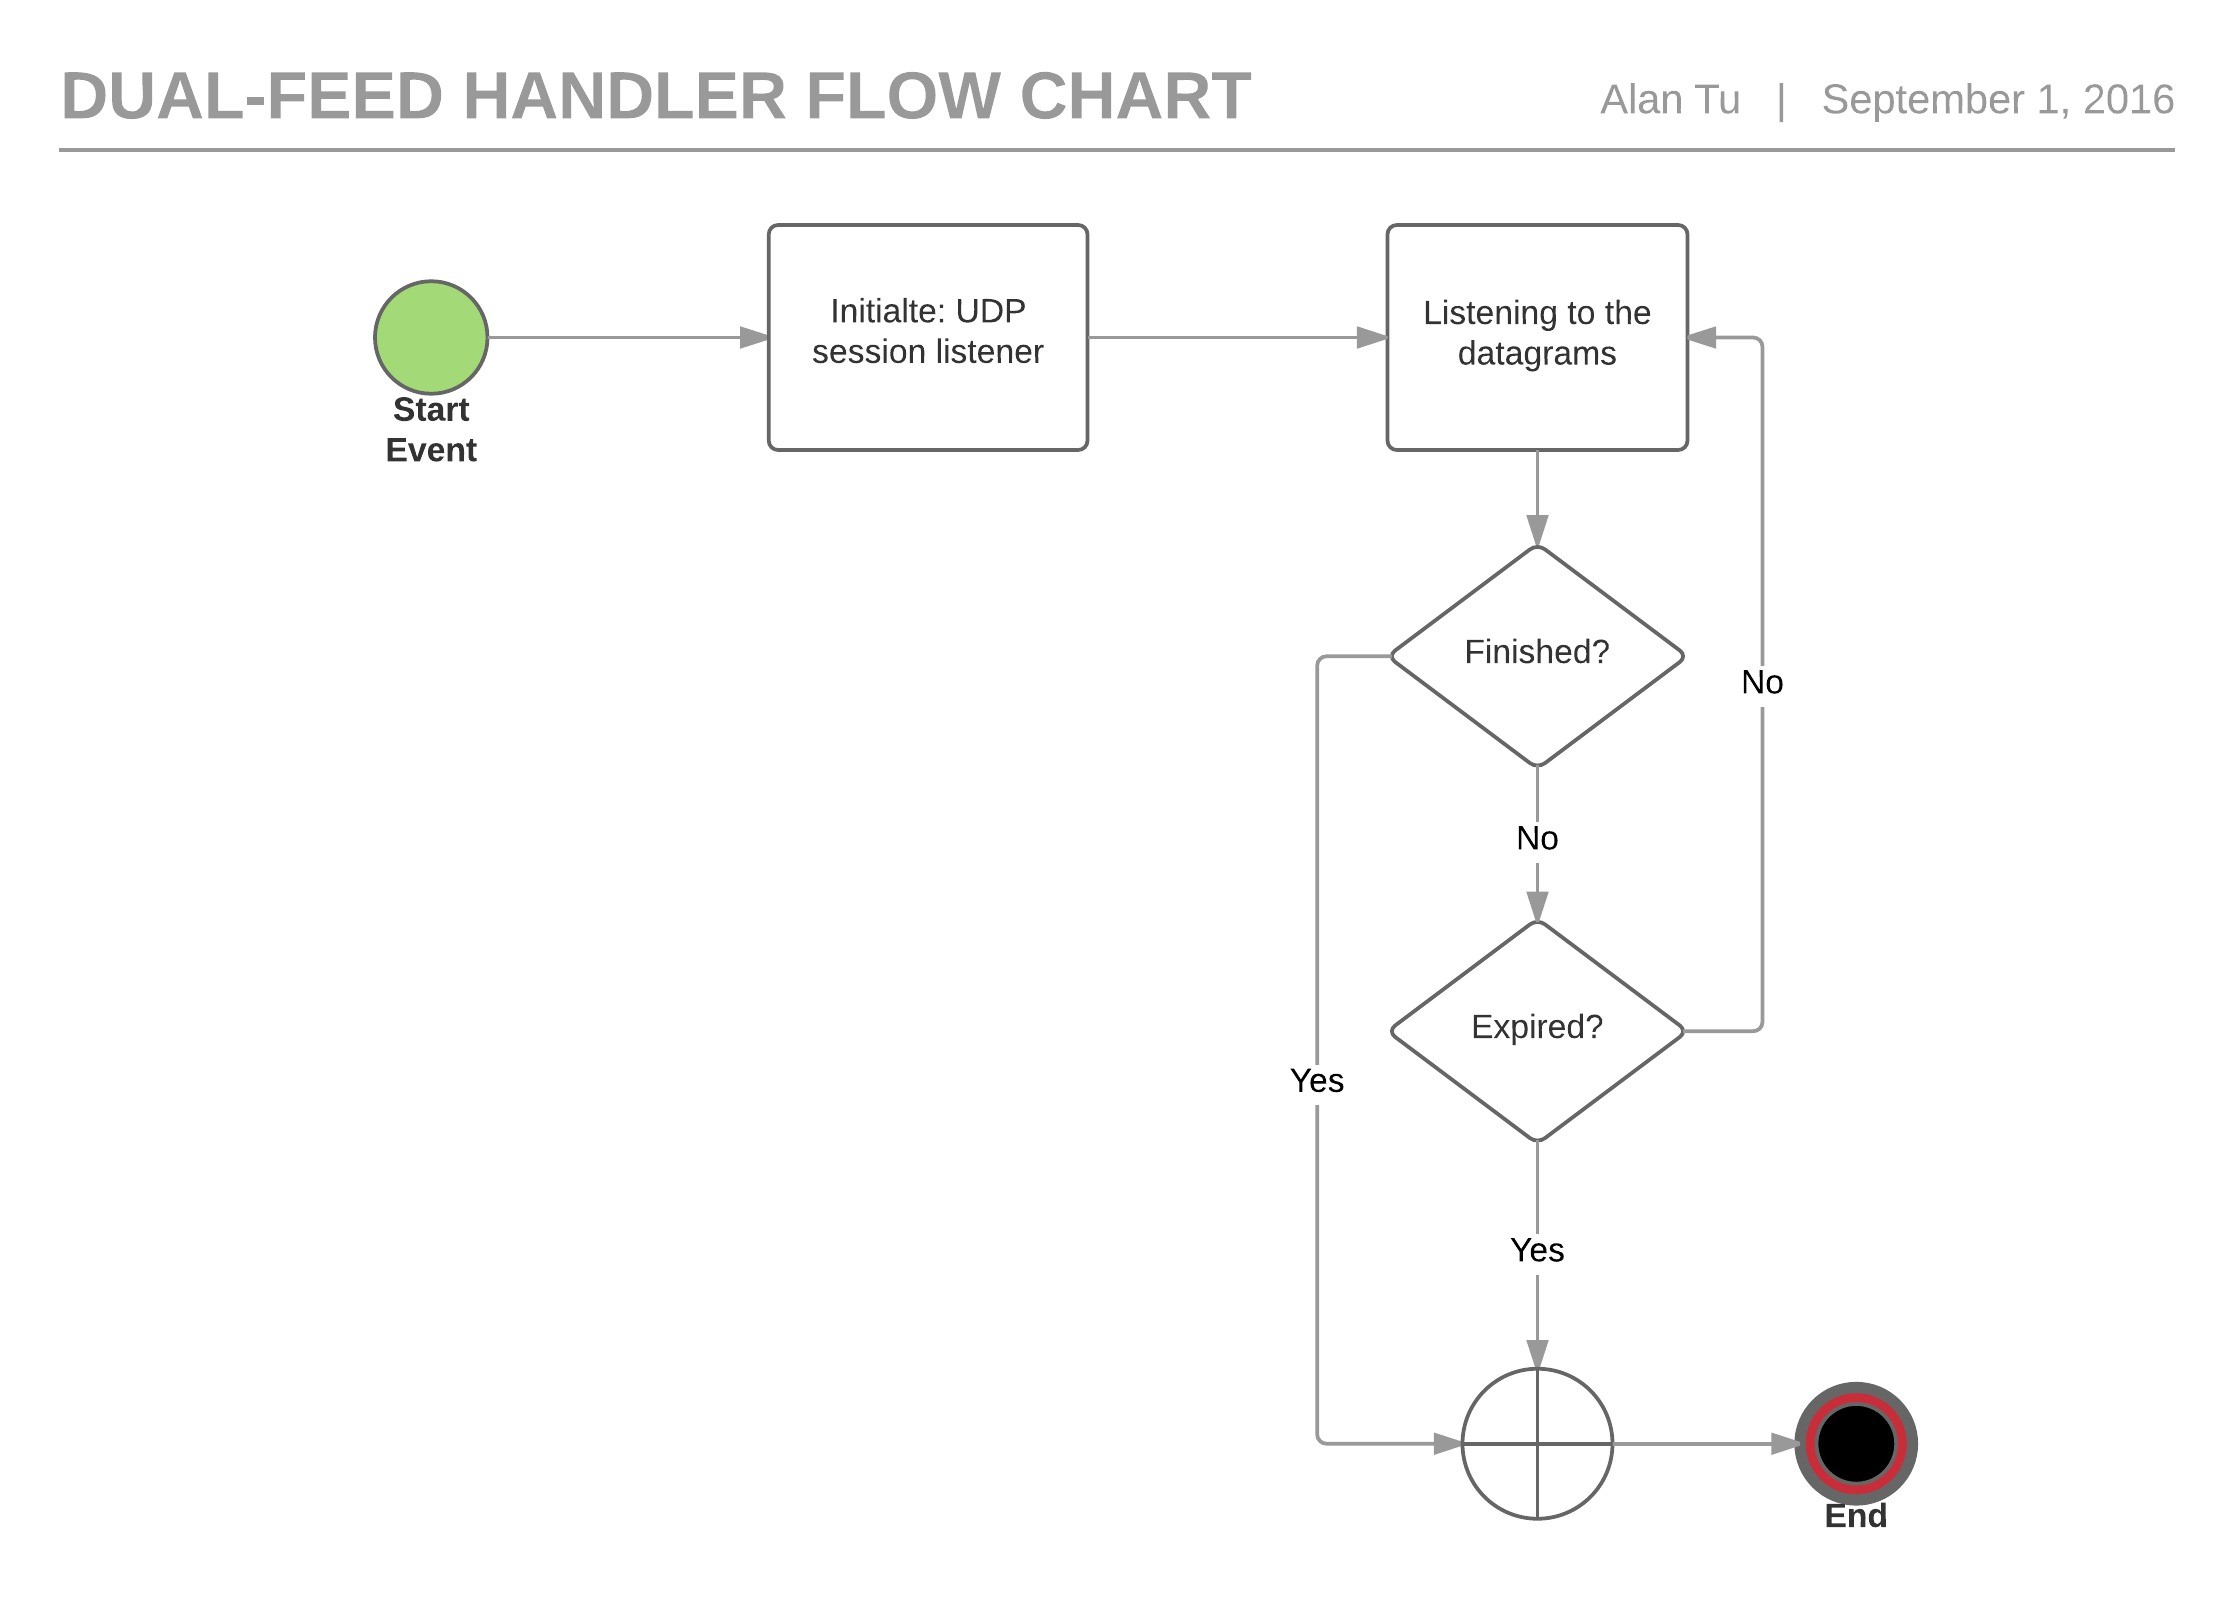 DUAL-FEED HANDLER FLOW CHART
Alan Tu | September 1, 2016
Start
Event
Initialte: UDP
session listener
Listening to the
datagrams
Finished?
No
No
Expired?
Yes
Yes
End